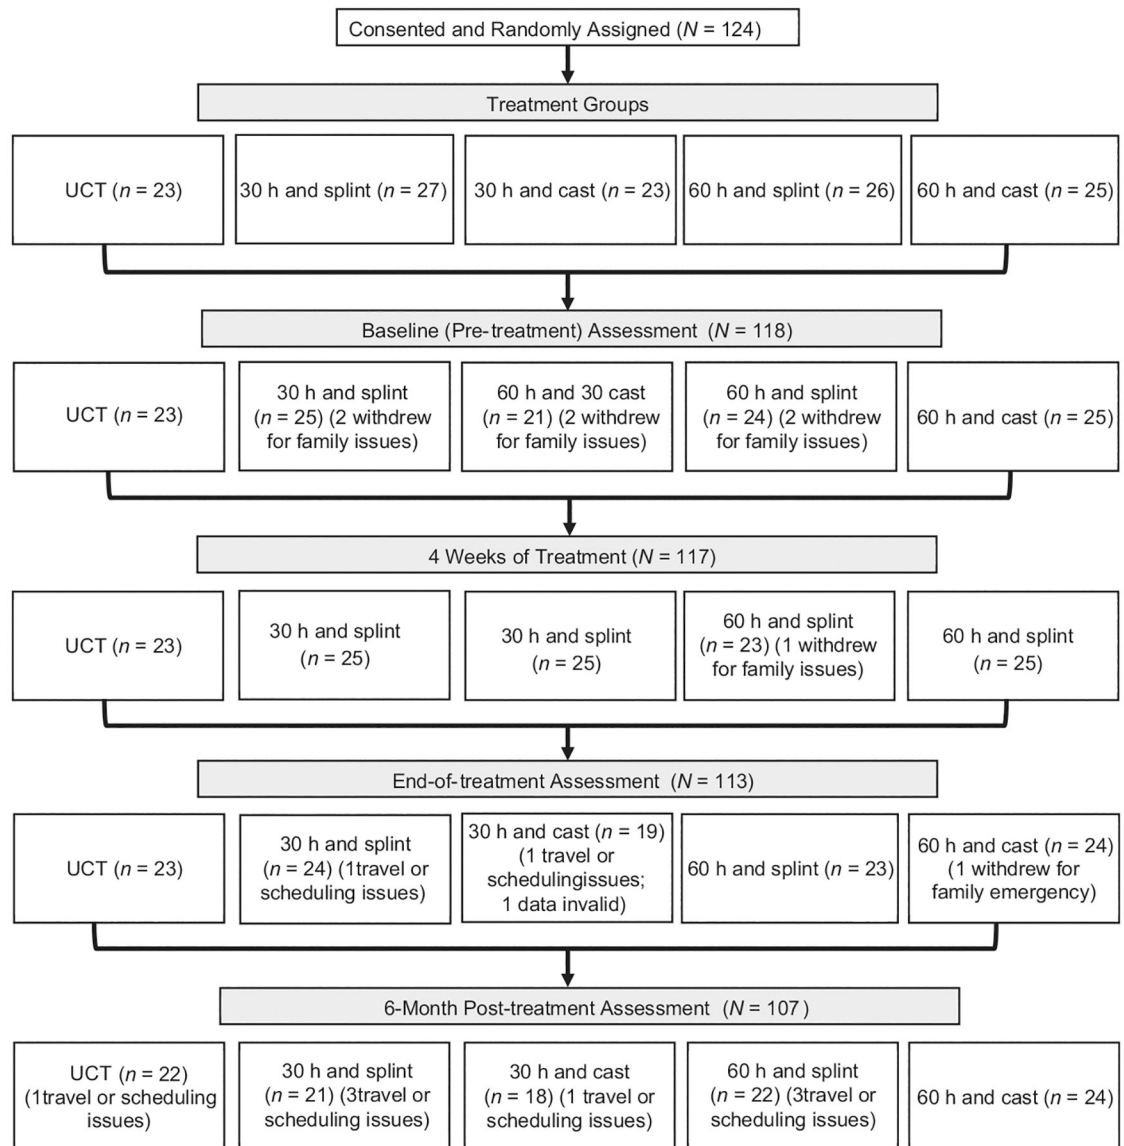 Consented and Randomly Assigned (N = 124)
Treatment Groups
UCT (n = 23)
30 h and splint (n = 27)
30 h and cast (n = 23)
60 h and splint (n = 26)
60 h and cast (n = 25)
Baseline (Pre-treatment) Assessment (N = 118)
UCT (n = 23)
30 h and splint
(n = 25) (2 withdrew
for family issues)
60 h and 30 cast
(n = 21) (2 withdrew
for family issues)
60 h and splint
(n = 24) (2 withdrew
for family issues)
60 h and cast (n = 25)
4 Weeks of Treatment (N = 117)
UCT (n = 23)
30 h and splint
(n = 25)
30 h and splint
(n = 25)
60 h and splint
(n = 23) (1 withdrew
for family issues)
60 h and splint
(n = 25)
End-of-treatment Assessment (N = 113)
UCT (n = 23)
30 h and splint
(n = 24) (1travel or
scheduling issues)
30 h and cast (n = 19)
(1 travel or
schedulingissues;
1 data invalid)
60 h and splint (n = 23)
60 h and cast (n = 24)
(1 withdrew for
family emergency)
6-Month Post-treatment Assessment (N = 107)
UCT (n = 22)
(1travel or scheduling
issues)
30 h and splint
(n = 21) (3travel or
scheduling issues)
30 h and cast
(n = 18) (1 travel or
scheduling issues)
60 h and splint
(n = 22) (3travel or
scheduling issues)
60 h and cast (n = 24)